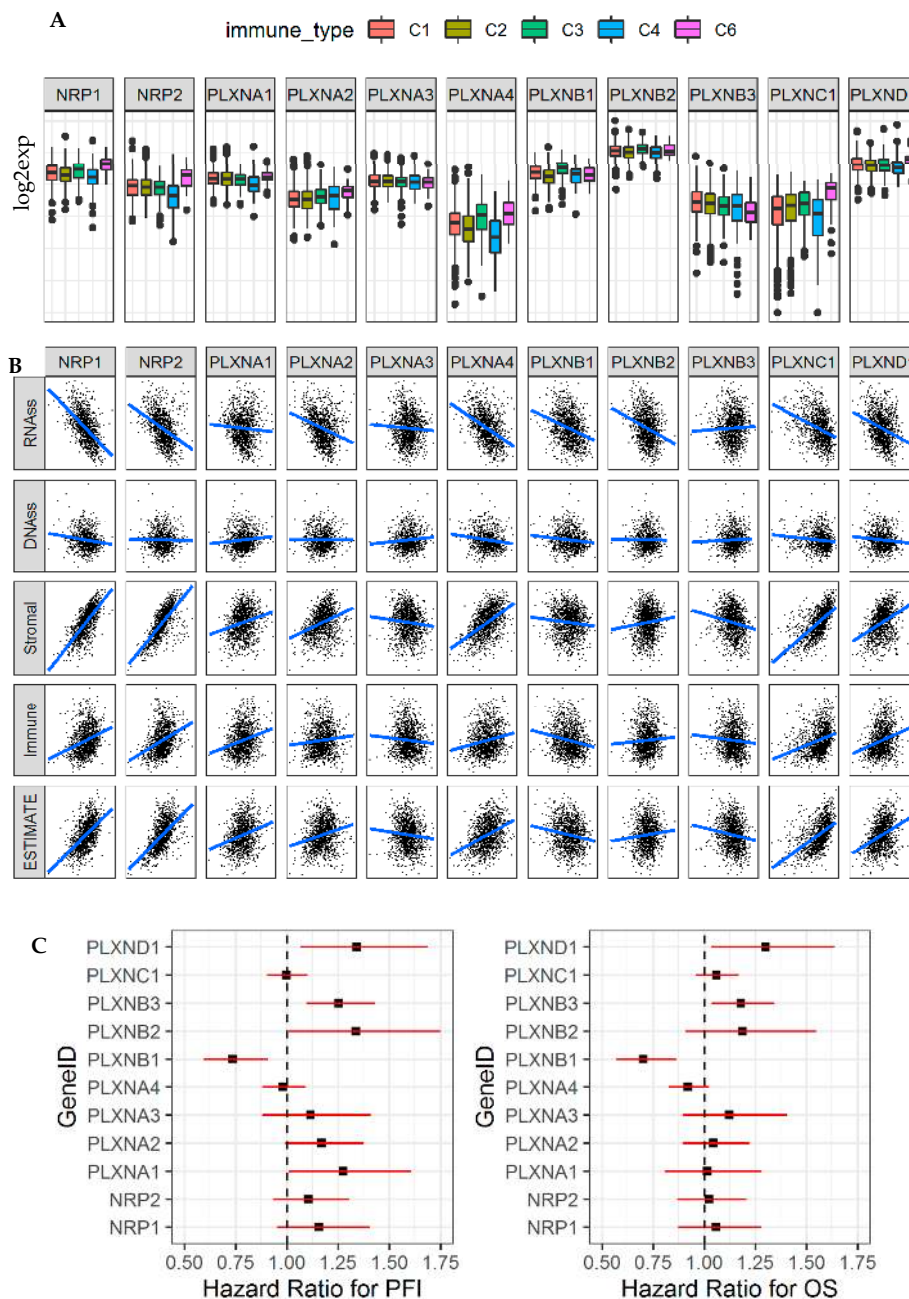 A
immune_type C1 C2 C3 C4 C6
NRP1 NRP2 PLXNA1 PLXNA2 PLXNA3 PLXNA4 PLXNB1 PLXNB2 PLXNB3 PLXNC1 PLXND
log2exp
B
NRP1 NRP2 PLXNA1 PLXNA2 PLXNA3 PLXNA4 PLXNB1 PLXNB2 PLXNB3 PLXNC1 PLXND1
RNAss
DNAss
Stromal
Immune
ESTIMATE
C
GeneID
PLXND1
PLXNC1
PLXNB3
PLXNB2
PLXNB1
PLXNA4
PLXNA3
PLXNA2
PLXNA1
NRP2
NRP1
0.50 0.75 1.00 1.25 1.50 1.75
Hazard Ratio for PFI
GeneID
PLXND1
PLXNC1
PLXNB3
PLXNB2
PLXNB1
PLXNA4
PLXNA3
PLXNA2
PLXNA1
NRP2
NRP1
0.50 0.75 1.00 1.25 1.50 1.75
Hazard Ratio for OS